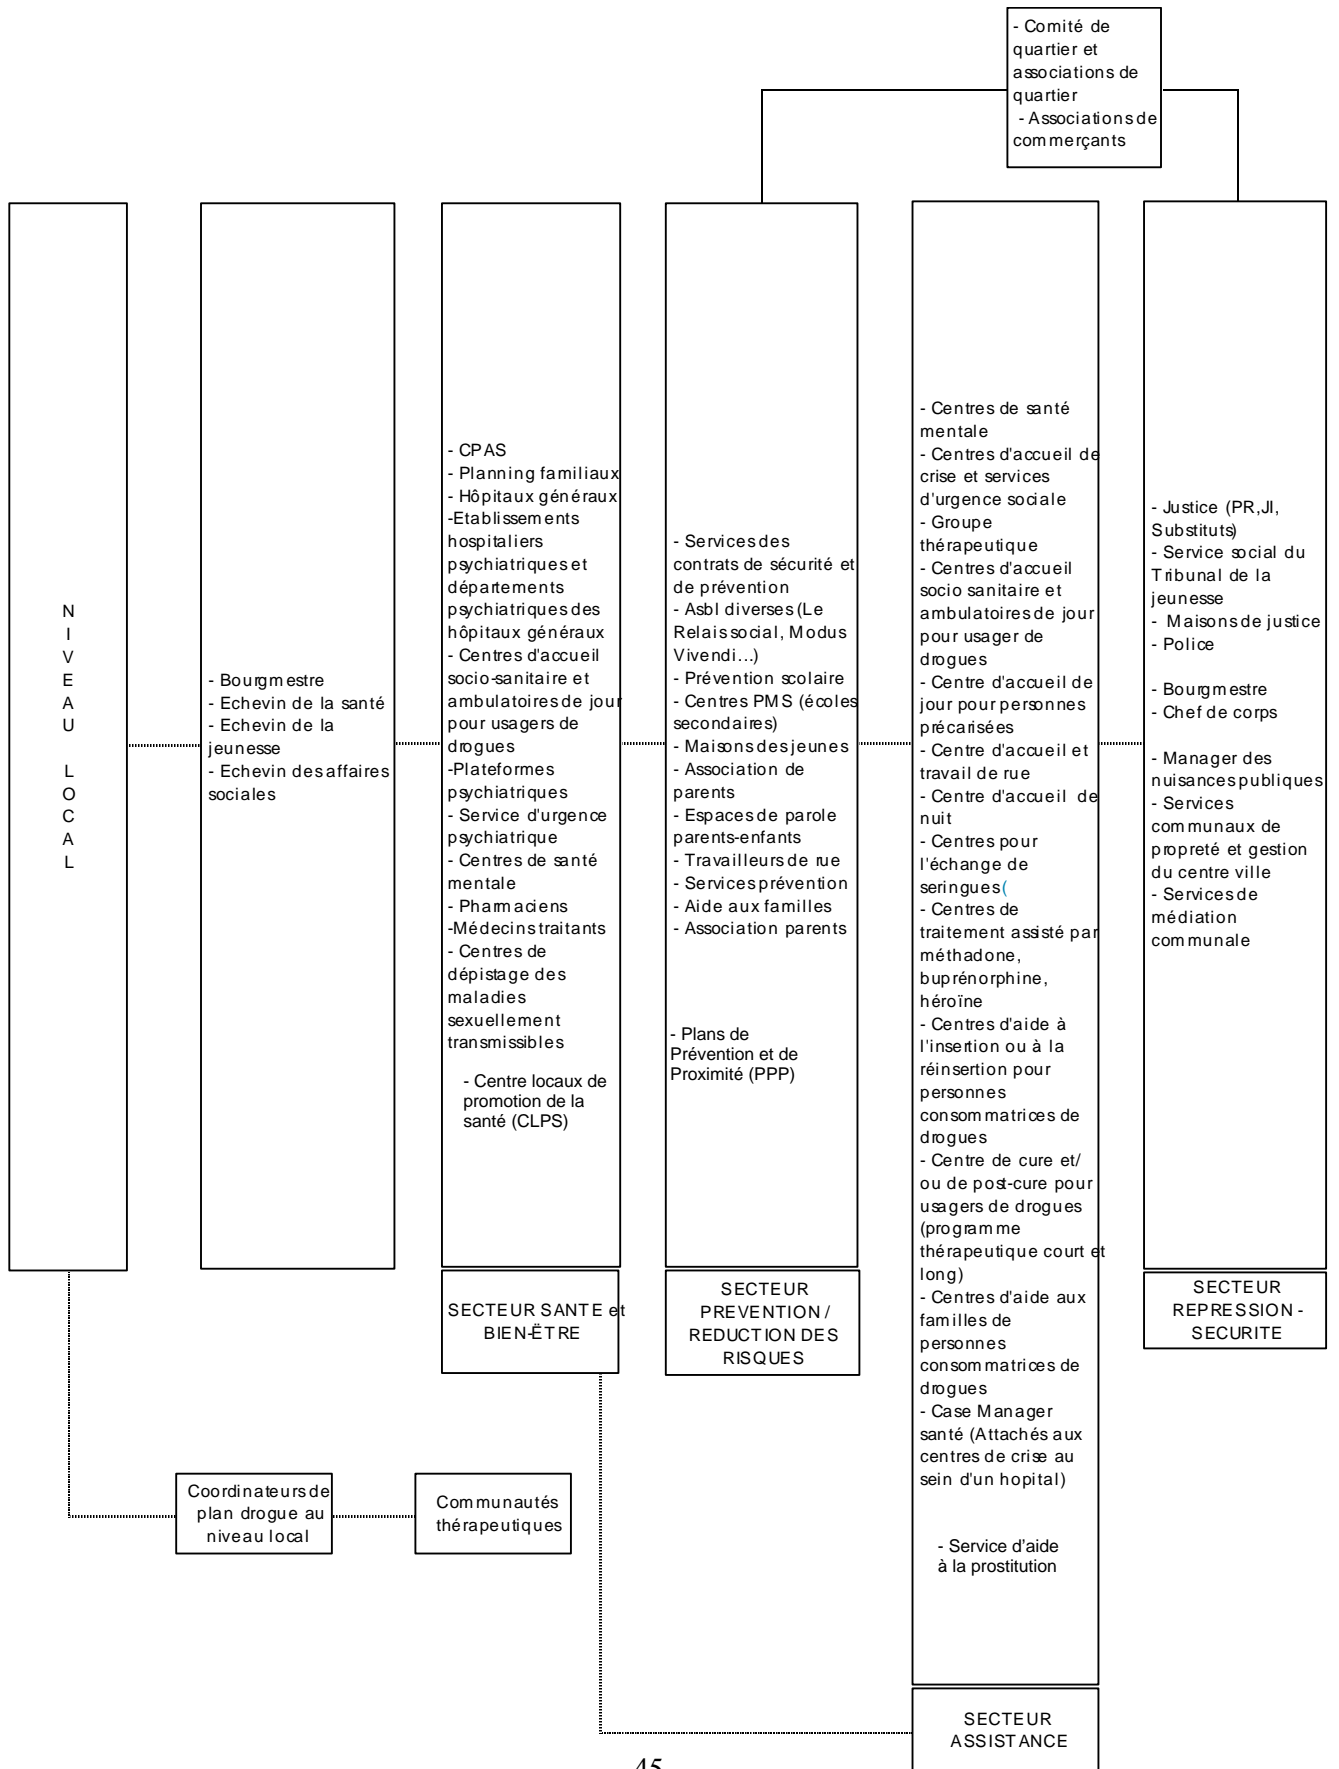 - Comité de
quartier et
associations de
quartier
- Associations de
commerçants
N
I
V
E
A
U
L
O
C
A
L
- Bourgmestre
- Echevin de la santé
- Echevin de la
jeunesse
- Echevin des affaires
sociales
- CPAS
- Planning familiaux
- Hôpitaux généraux
-Etablissements
hospitaliers
psychiatriques et
départements
psychiatriques des
hôpitaux généraux
- Centres d'accueil
socio-sanitaire et
ambulatoires de jour
pour usagers de
drogues
-Plateformes
psychiatriques
- Service d'urgence
psychiatrique
- Centres de santé
mentale
- Pharmaciens
-Médecins traitants
- Centres de
dépistage des
maladies
sexuellement
transmissibles
- Centre locaux de
promotion de la
santé (CLPS)
SECTEUR SANTE et
BIEN-ËTRE
- Services des
contrats de sécurité et
de prévention
- Asbl diverses (Le
Relais social, Modus
Vivendi...)
- Prévention scolaire
- Centres PMS (écoles
secondaires)
- Maisons des jeunes
- Association de
parents
- Espaces de parole
parents-enfants
- Travailleurs de rue
- Services prévention
- Aide aux familles
- Association parents
- Plans de
Prévention et de
Proximité (PPP)
SECTEUR
PREVENTION /
REDUCTION DES
RISQUES
- Centres de santé
mentale
- Centres d'accueil de
crise et services
d'urgence sociale
- Groupe
thérapeutique
- Centres d'accueil
socio sanitaire et
ambulatoires de jour
pour usager de
drogues
- Centre d'accueil de
jour pour personnes
précarisées
- Centre d'accueil et
travail de rue
- Centre d'accueil de
nuit
- Centres pour
l'échange de
seringues(
- Centres de
traitement assisté par
méthadone,
buprénorphine,
héroïne
- Centres d'aide à
l'insertion ou à la
réinsertion pour
personnes
consommatrices de
drogues
- Centre de cure et/
ou de post-cure pour
usagers de drogues
(programme
thérapeutique court et
long)
- Centres d'aide aux
familles de
personnes
consommatrices de
drogues
- Case Manager
santé (Attachés aux
centres de crise au
sein d'un hopital)
- Service d'aide
à la prostitution
SECTEUR
ASSISTANCE
- Justice (PR,JI,
Substituts)
- Service social du
Tribunal de la
jeunesse
- Maisons de justice
- Police
- Bourgmestre
- Chef de corps
- Manager des
nuisances publiques
- Services
communaux de
propreté et gestion
du centre ville
- Services de
médiation
communale
SECTEUR
REPRESSION -
SECURITE
Coordinateurs de
plan drogue au
niveau local
Communautés
thérapeutiques
45